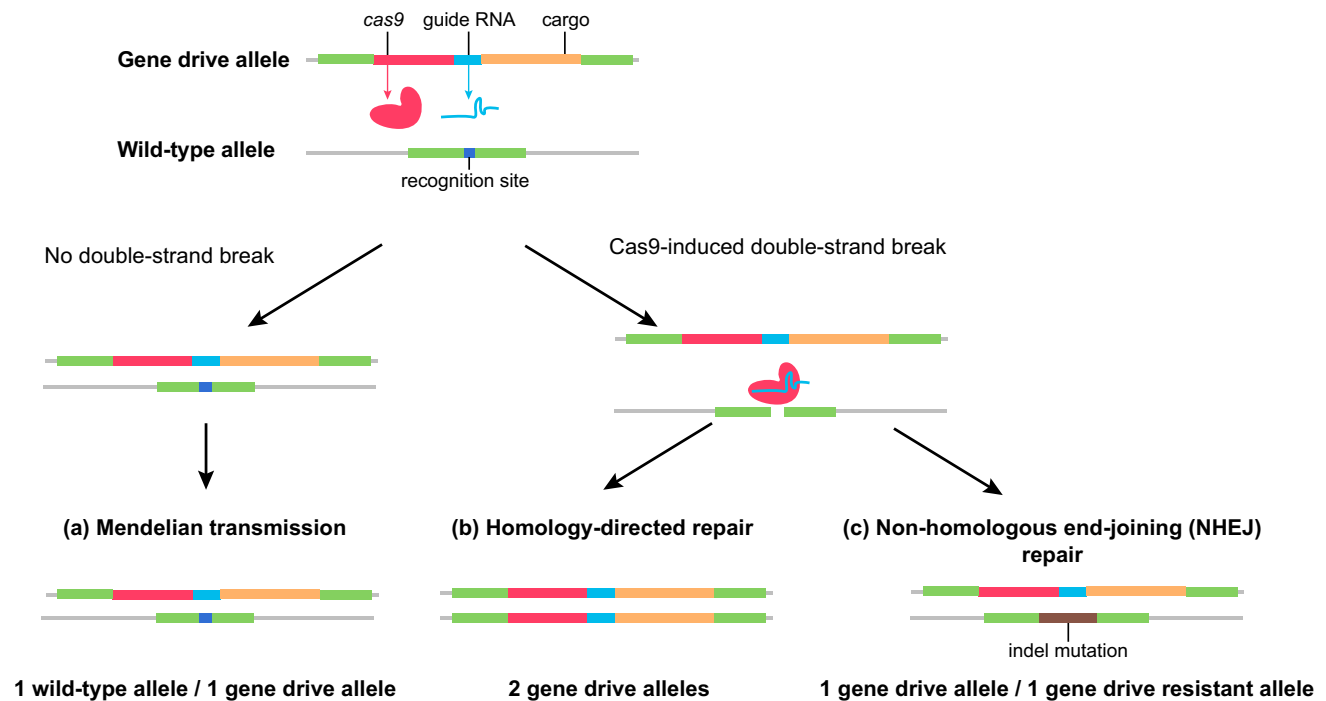 cas9 guide RNA cargo
Gene drive allele
Wild-type allele
recognition site
No double-strand break
Cas9-induced double-strand break
(a) Mendelian transmission
(b) Homology-directed repair
(c) Non-homologous end-joining (NHEJ)
repair
indel mutation
1 wild-type allele / 1 gene drive allele
2 gene drive alleles
1 gene drive allele / 1 gene drive resistant allele